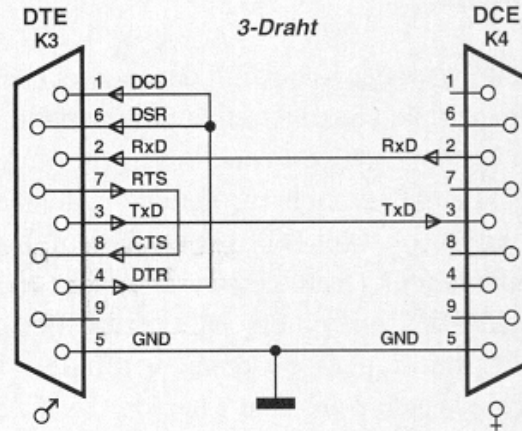 DTE 3-Draht DCE
K3 K4
1 DCD 1
6 DSR 6
2 RxD RxD 2
7 RTS 7
3 TxD TxD 3
8 CTS 8
4 DTR 4
9 9
5 GND GND 5
♂ ♀